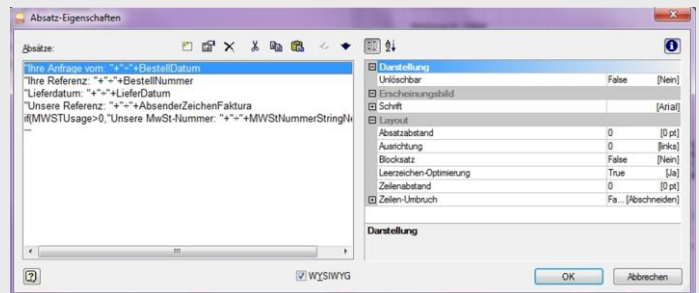 Absatz-Eigenschaften
Absätze:
"Ihre Anfrage vom: "+"÷"+BestellDatum
"Ihre Referenz: "+"÷"+BestellNummer
"Lieferdatum: "+"÷"+LieferDatum
"Unsere Referenz: "+"÷"+AbsenderZeichenFaktura
if(MWSTUsage>0,"Unsere MwSt-Nummer: "+"÷"+MWStNummerStringNe
Darstellung
Unlöschbar False [Nein]
Erscheinungsbild
Schrift [Arial]
Layout
Absatzabstand 0 [0 pt]
Ausrichtung 0 [links]
Blocksatz False [Nein]
Leerzeichen-Optimierung True [Ja]
Zeilenabstand 0 [0 pt]
Zeilen-Umbruch Fa... [Abschneiden]
Darstellung
WYSIWYG
OK
Abbrechen